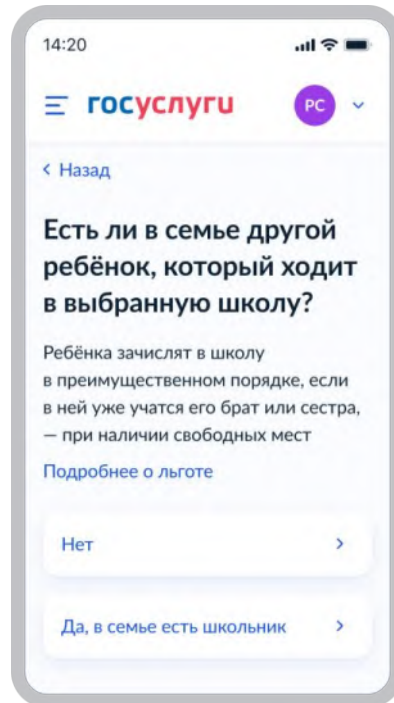 14:20
госуслуги
РС
Назад
Есть ли в семье другой
ребёнок, который ходит
в выбранную школу?
Ребёнка зачислят в школу
в преимущественном порядке, если
в ней уже учатся его брат или сестра,
— при наличии свободных мест
Подробнее о льготе
Нет
Да, в семье есть школьник